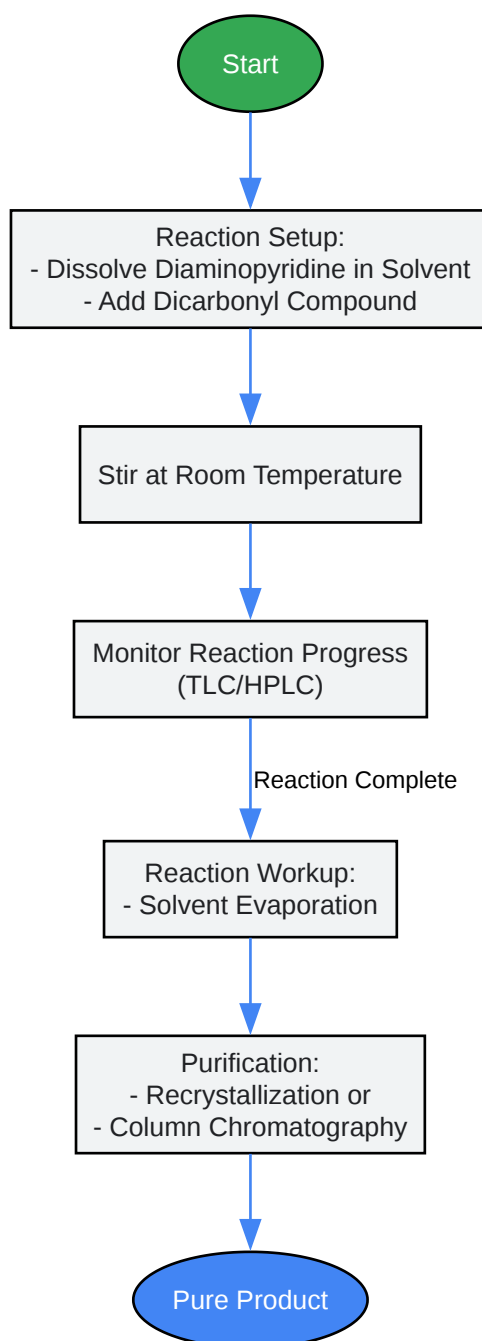 Start
Reaction Setup:
- Dissolve Diaminopyridine in Solvent
- Add Dicarbonyl Compound
Stir at Room Temperature
Monitor Reaction Progress
(TLC/HPLC)
Reaction Complete
Reaction Workup:
- Solvent Evaporation
Purification:
- Recrystallization or
- Column Chromatography
Pure Product